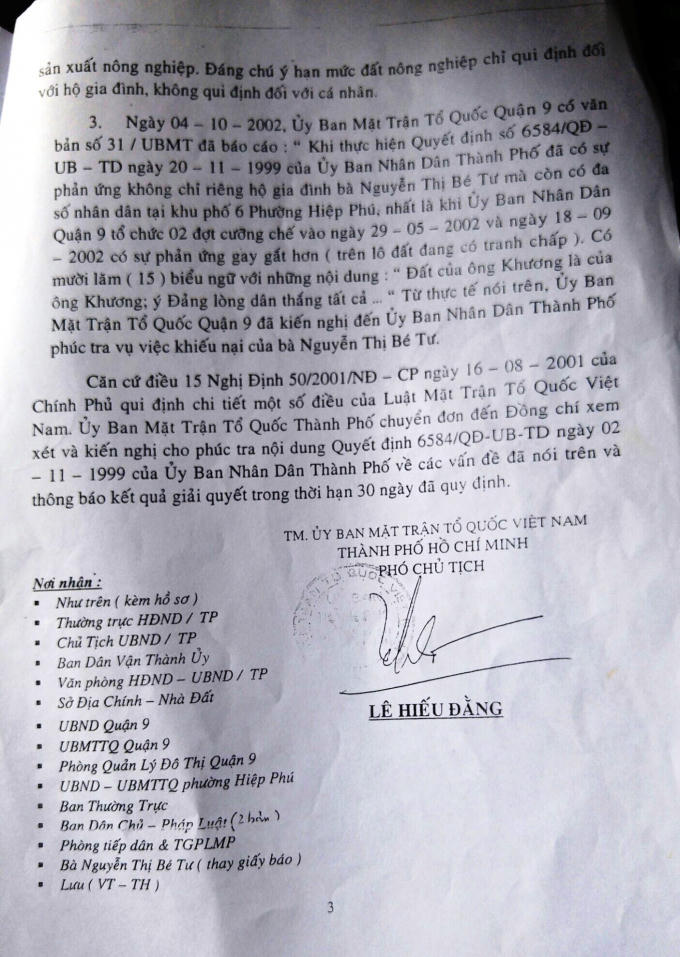 sản xuất nông nghiệp. Đáng chú ý hạn mức đất nông nghiệp chỉ qui định đối
với hộ gia đình, không qui định đối với cá nhân.
3. Ngày 04 – 10 – 2002, Ủy Ban Mặt Trận Tổ Quốc Quận 9 có văn
bản số 31 / UBMT đã báo cáo : “ Khi thực hiện Quyết định số 6584/QĐ –
UB – TD ngày 20 – 11 – 1999 của Ủy Ban Nhân Dân Thành Phố đã có sự
phản ứng không chỉ riêng hộ gia đình bà Nguyễn Thị Bé Tư mà còn có đa
số nhân dân tại khu phố 6 Phường Hiệp Phú, nhất là khi Ủy Ban Nhân Dân
Quận 9 tổ chức 02 đợt cưỡng chế vào ngày 29 – 05 – 2002 và ngày 18 – 09
– 2002 có sự phản ứng gay gắt hơn ( trên lô đất đang có tranh chấp ). Có
mười lăm ( 15 ) biểu ngữ với những nội dung : “ Đất của ông Khương là của
ông Khương; ý Đảng lòng dân thắng tất cả ... “ Từ thực tế nói trên, Ủy Ban
Mặt Trận Tổ Quốc Quận 9 đã kiến nghị đến Ủy Ban Nhân Dân Thành Phố
phúc tra vụ việc khiếu nại của bà Nguyễn Thị Bé Tư.
Căn cứ điều 15 Nghị Định 50/2001/NĐ – CP ngày 16 – 08 – 2001 của
Chính Phủ qui định chi tiết một số điều của Luật Mặt Trận Tổ Quốc Việt
Nam. Ủy Ban Mặt Trận Tổ Quốc Thành Phố chuyển đơn đến Đồng chí xem
xét và kiến nghị cho phúc tra nội dung Quyết định 6584/QĐ-UB-TD ngày 02
– 11 – 1999 của Ủy Ban Nhân Dân Thành Phố về các vấn đề đã nói trên và
thông báo kết quả giải quyết trong thời hạn 30 ngày đã quy định.
TM. ỦY BAN MẶT TRẬN TỔ QUỐC VIỆT NAM
THÀNH PHỐ HỒ CHÍ MINH
PHÓ CHỦ TỊCH
LÊ HIẾU ĐẰNG
Nơi nhận :
▪ Như trên ( kèm hồ sơ )
▪ Thường trực HĐND / TP
▪ Chủ Tịch UBND / TP
▪ Ban Dân Vận Thành Ủy
▪ Văn phòng HĐND – UBND / TP
▪ Sở Địa Chính – Nhà Đất
▪ UBND Quận 9
▪ UBMTTQ Quận 9
▪ Phòng Quản Lý Đô Thị Quận 9
▪ UBND – UBMTTQ phường Hiệp Phú
▪ Ban Thường Trực
▪ Ban Dân Chủ – Pháp Luật (2 bản )
▪ Phòng tiếp dân & TGPLMP
▪ Bà Nguyễn Thị Bé Tư ( thay giấy báo )
▪ Lưu ( VT – TH )
3